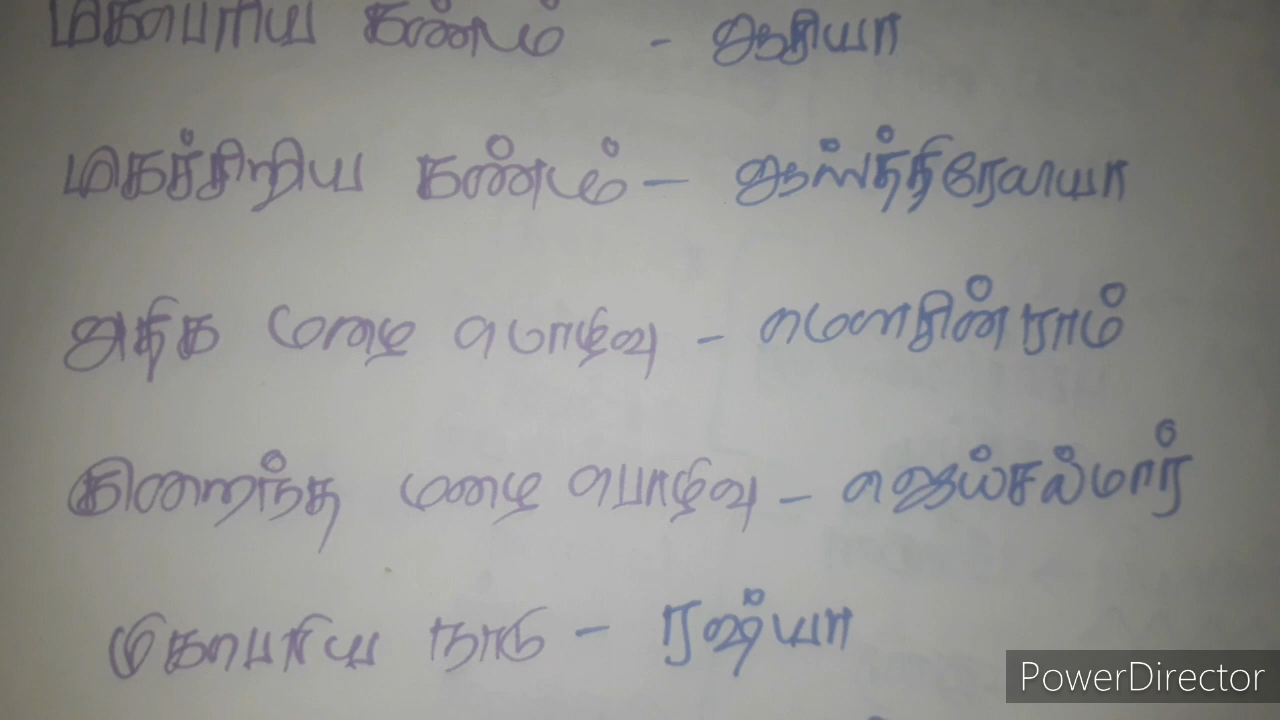 மிகப்பெரிய கண்டம் - ஆசியா
மிகச்சிறிய கண்டம் - ஆஸ்த்திரேலியா
அதிக மழை பொழிவு - மௌசின்ராம்
குறைந்த மழை பொழிவு - ஜெய்சல்மார்
மிகபெரிய நாடு - ரஷ்யா
PowerDirector